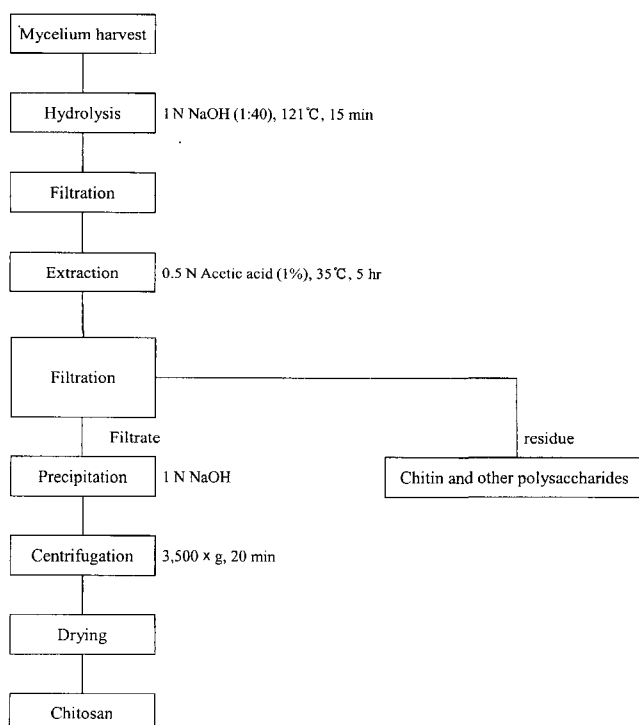 Mycelium harvest
Hydrolysis 1 N NaOH (1:40), 121℃, 15 min
Filtration
Extraction 0.5 N Acetic acid (1%), 35℃, 5 hr
Filtration
Filtrate residue
Precipitation 1 N NaOH Chitin and other polysaccharides
Centrifugation 3,500 × g, 20 min
Drying
Chitosan